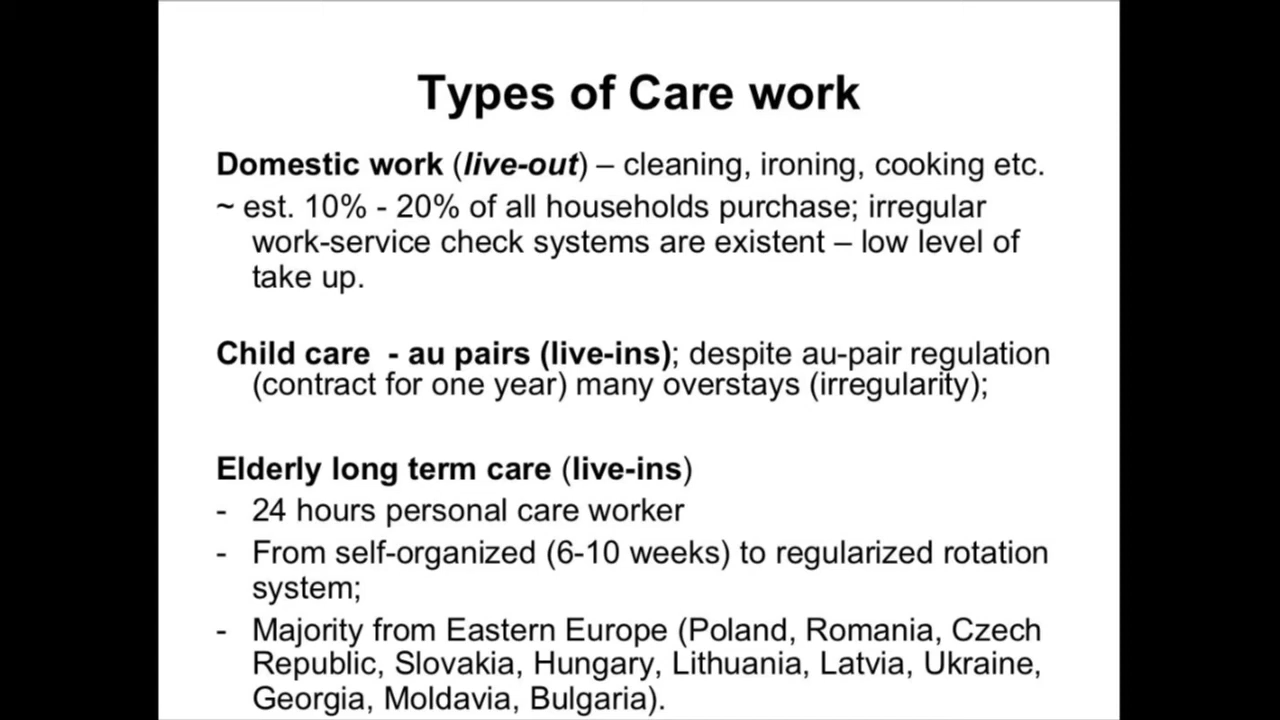 Types of Care work
Domestic work (live-out) – cleaning, ironing, cooking etc.
~ est. 10% - 20% of all households purchase; irregular
work-service check systems are existent – low level of
take up.
Child care - au pairs (live-ins); despite au-pair regulation
(contract for one year) many overstays (irregularity);
Elderly long term care (live-ins)
- 24 hours personal care worker
- From self-organized (6-10 weeks) to regularized rotation
system;
- Majority from Eastern Europe (Poland, Romania, Czech
Republic, Slovakia, Hungary, Lithuania, Latvia, Ukraine,
Georgia, Moldavia, Bulgaria).